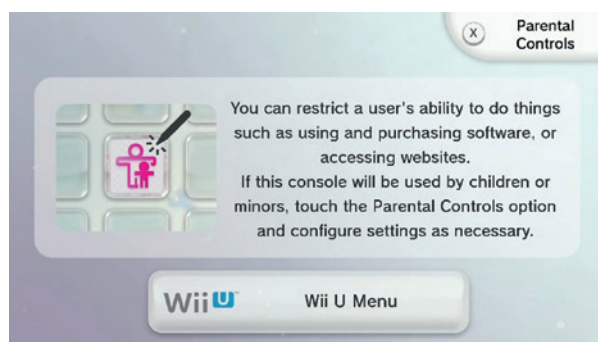 X
Parental
Controls
You can restrict a user's ability to do things
such as using and purchasing software, or
accessing websites.
If this console will be used by children or
minors, touch the Parental Controls option
and configure settings as necessary.
Wii U Wii U Menu